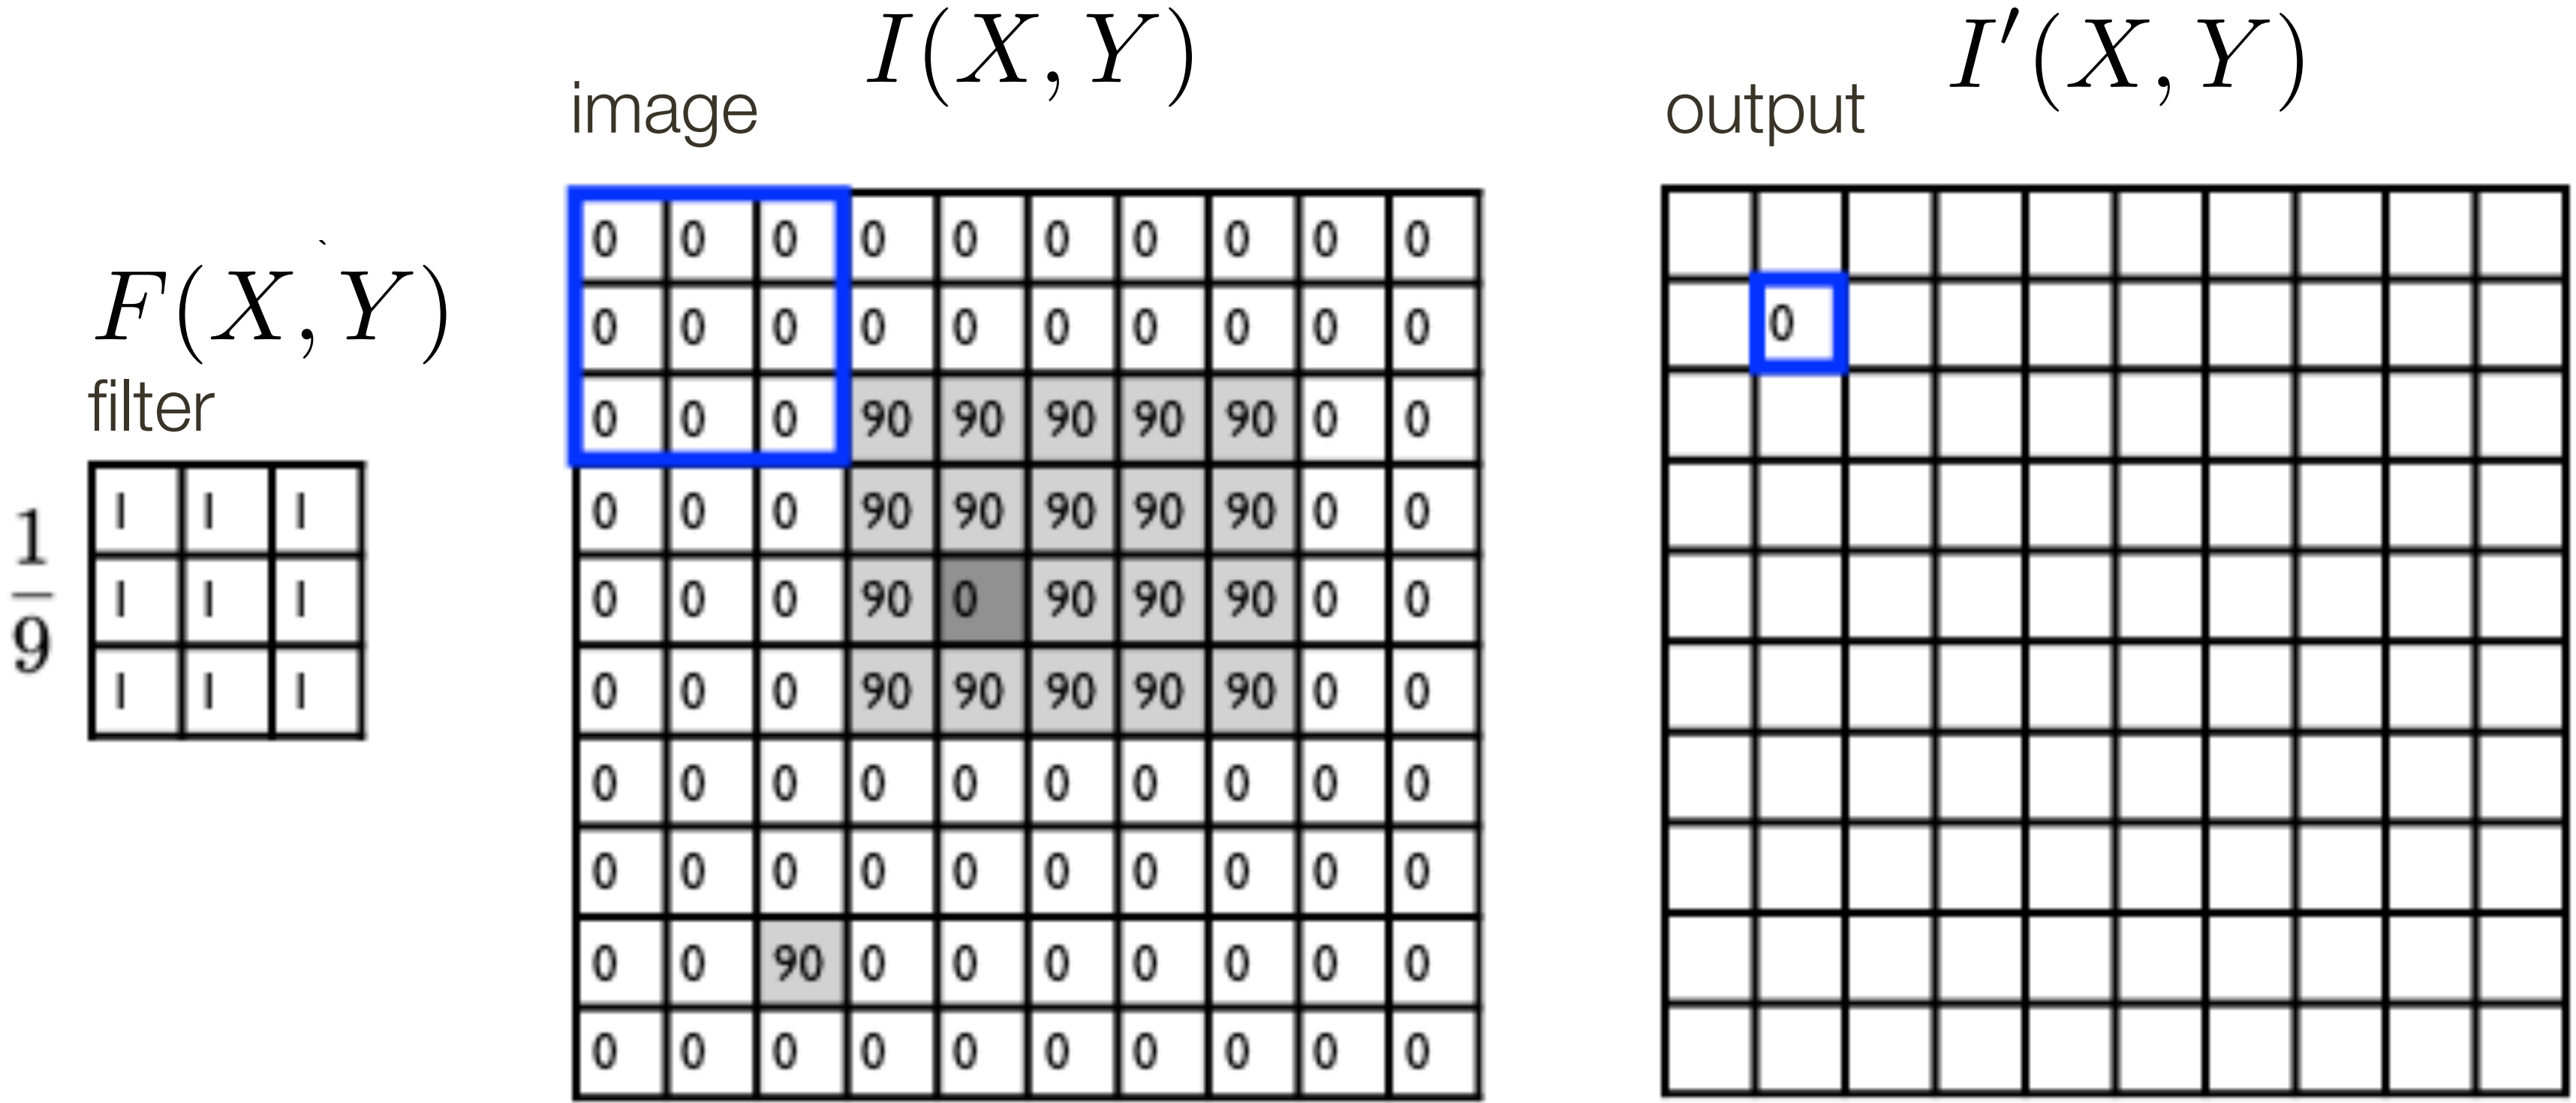 I(X, Y)
I′(X, Y)
image
output
F(X, Y)
filter
1/9
1 1 1
1 1 1
1 1 1
0 0 0 0 0 0 0 0 0 0
0 0 0 0 0 0 0 0 0 0
0 0 0 90 90 90 90 90 0 0
0 0 0 90 90 90 90 90 0 0
0 0 0 90 0 90 90 90 0 0
0 0 0 90 90 90 90 90 0 0
0 0 0 0 0 0 0 0 0 0
0 0 0 0 0 0 0 0 0 0
0 0 90 0 0 0 0 0 0 0
0 0 0 0 0 0 0 0 0 0
0